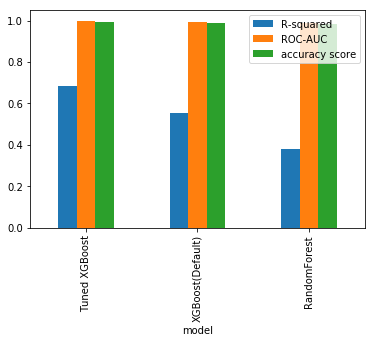 R-squared
ROC-AUC
accuracy score
1.0
0.8
0.6
0.4
0.2
0.0
Tuned XGBoost
XGBoost(Default)
RandomForest
model